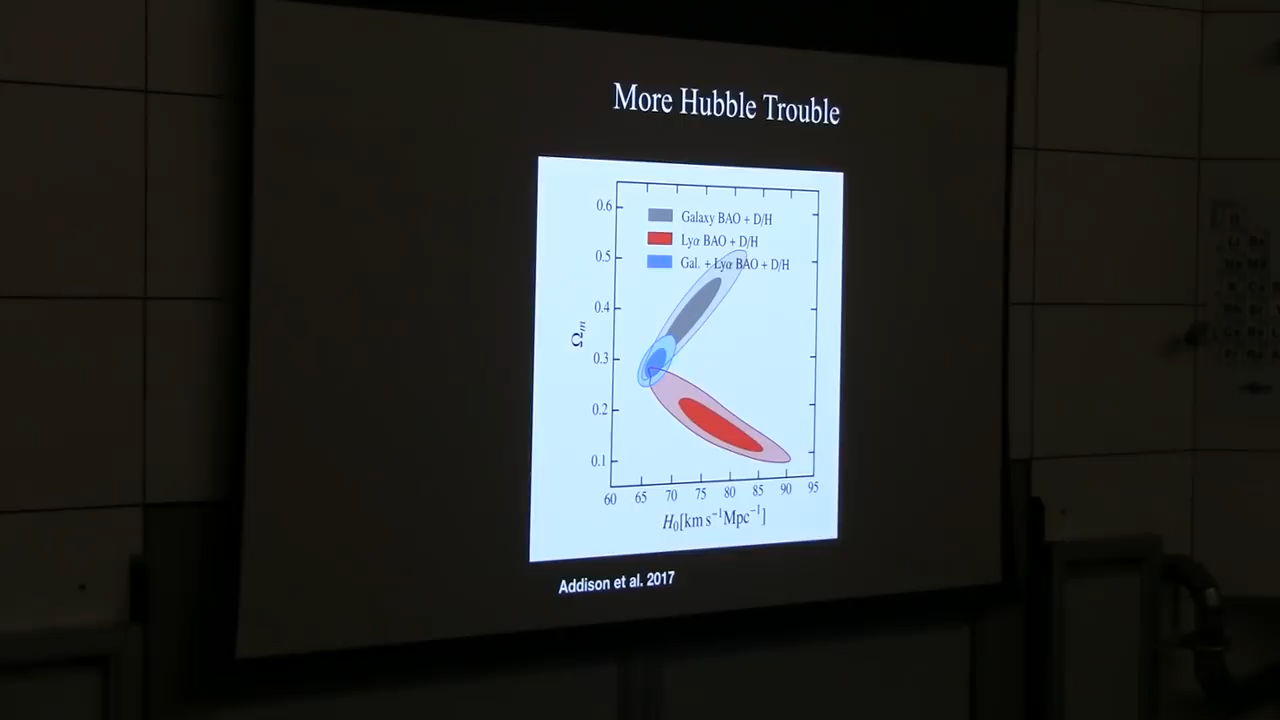 More Hubble Trouble
Galaxy BAO + D/H
Lyα BAO + D/H
Gal. + Lyα BAO + D/H
0.6
0.5
0.4
0.3
0.2
0.1
Ωm
60 65 70 75 80 85 90 95
H0[km s−1Mpc−1]
Addison et al. 2017